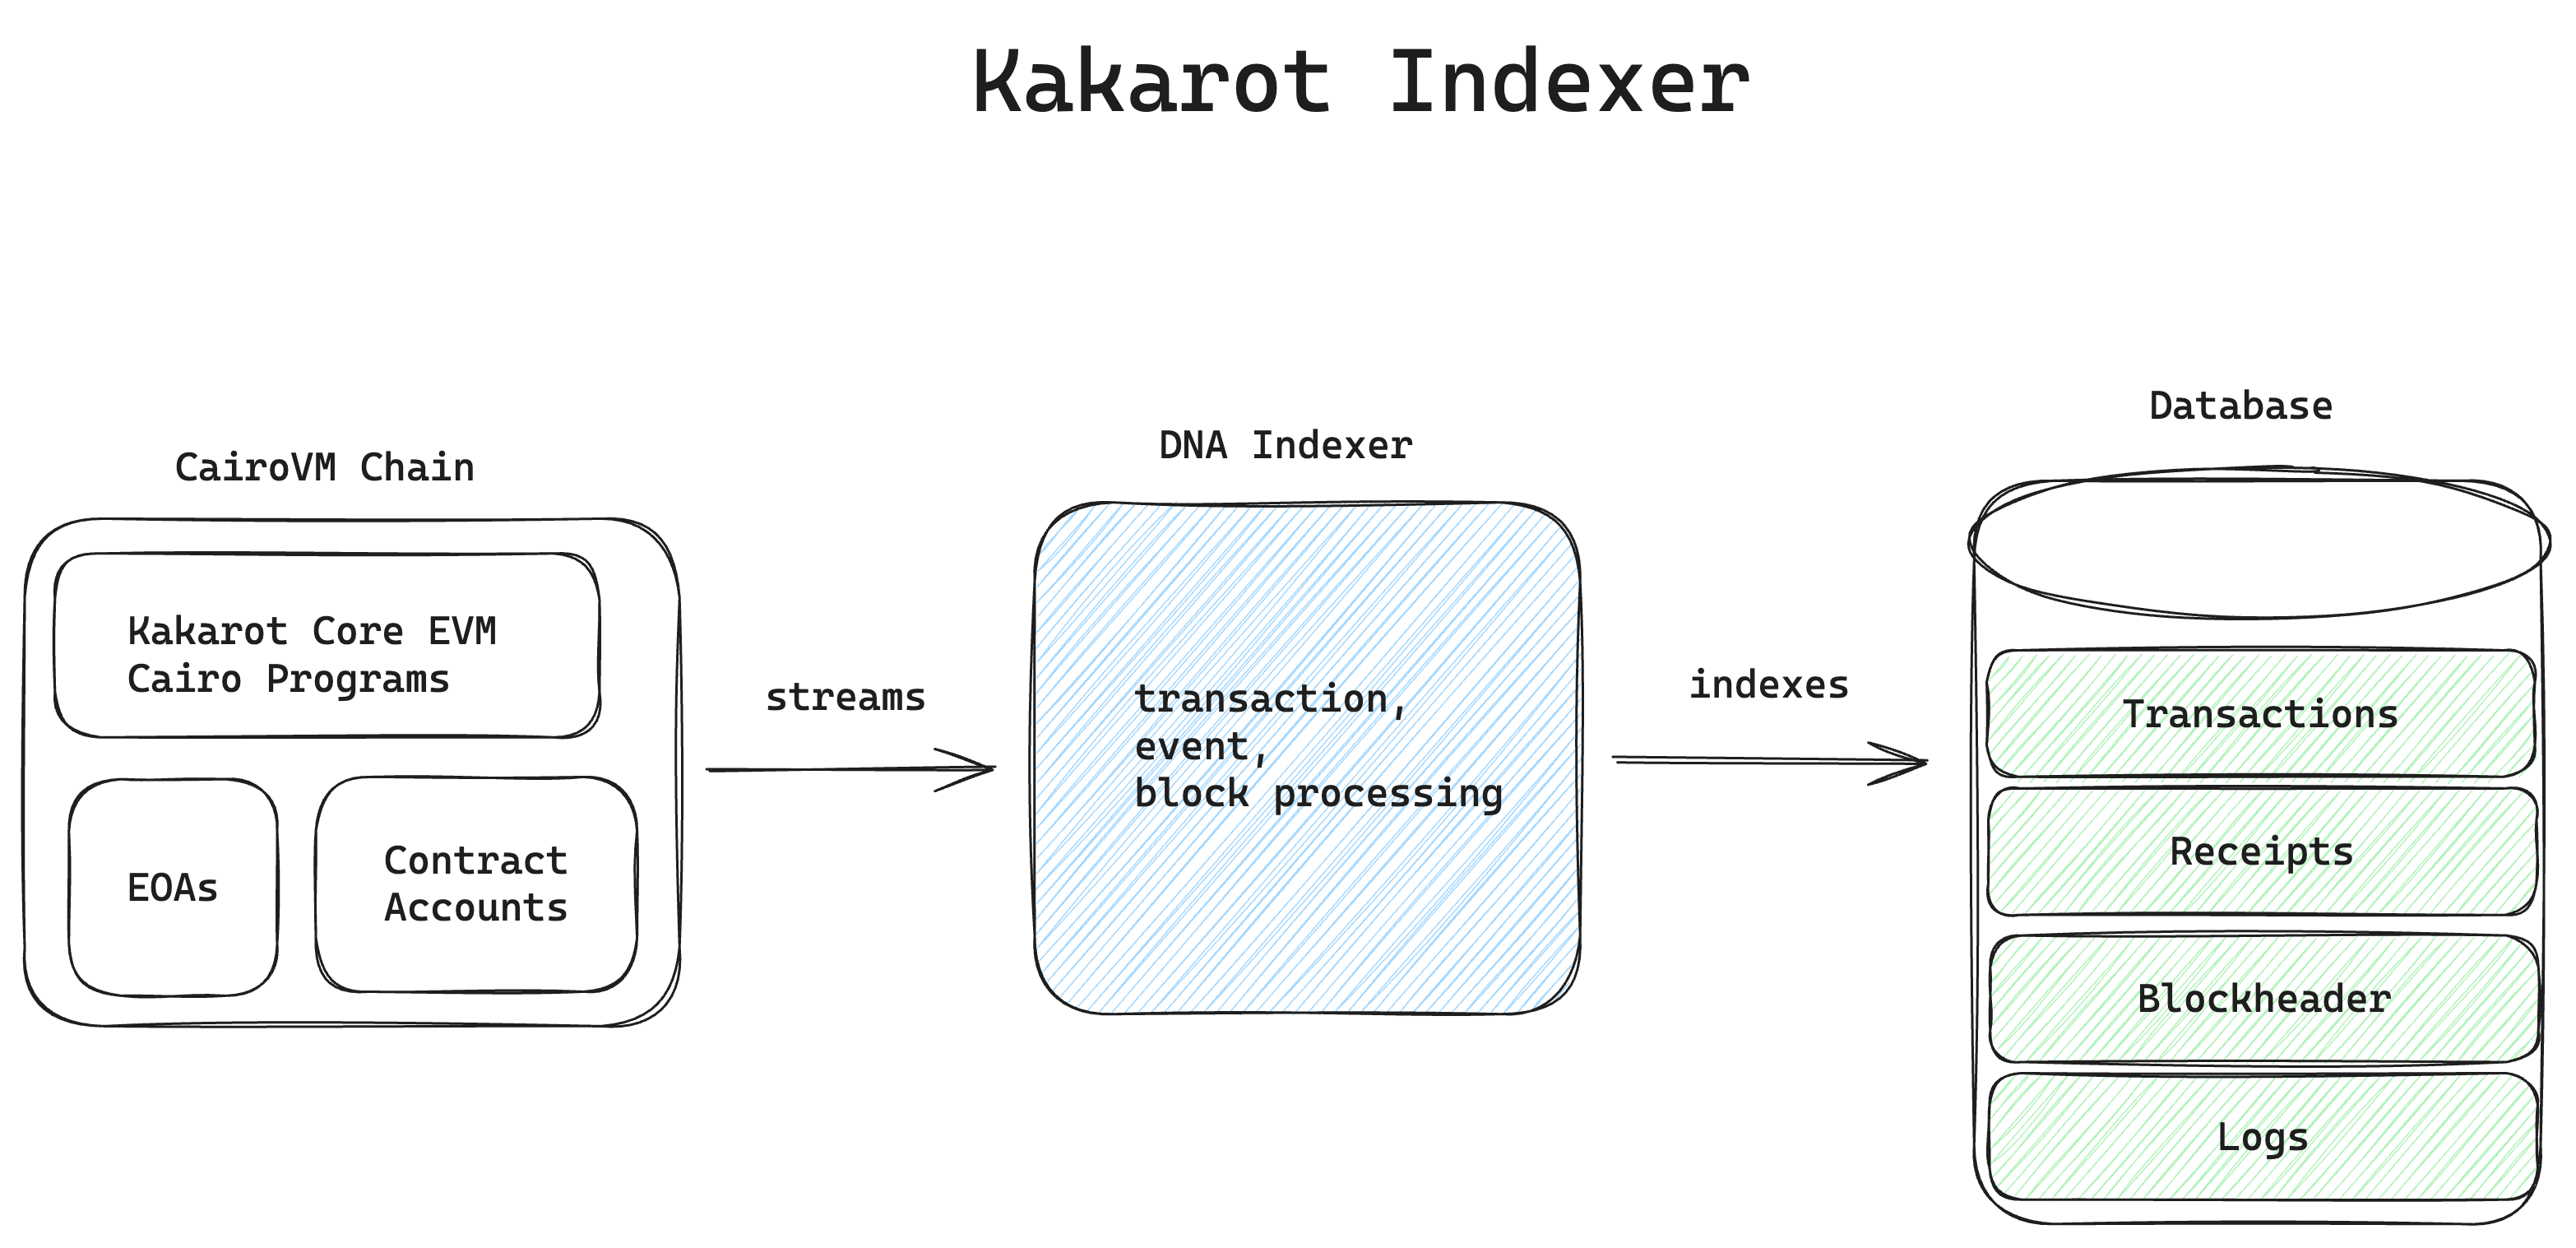 Kakarot Indexer
CairoVM Chain
Kakarot Core EVM
Cairo Programs
EOAs
Contract
Accounts
streams
DNA Indexer
transaction,
event,
block processing
indexes
Database
Transactions
Receipts
Blockheader
Logs